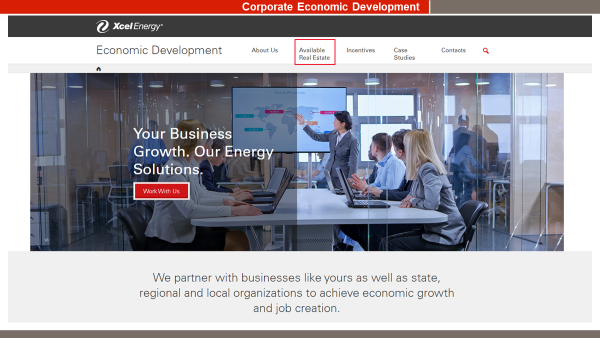 Corporate Economic Development
Xcel Energy®
Economic Development
About Us
Available
Real Estate
Incentives
Case
Studies
Contacts
Your Business
Growth. Our Energy
Solutions.
Work With Us
We partner with businesses like yours as well as state,
regional and local organizations to achieve economic growth
and job creation.